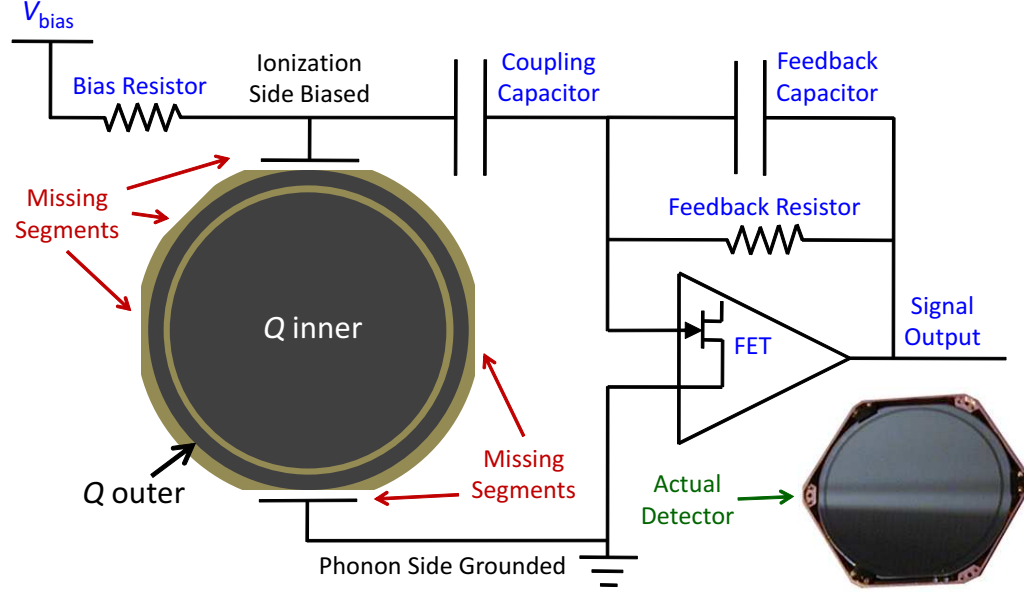 Vbias
Bias Resistor
Ionization
Side Biased
Coupling
Capacitor
Feedback
Capacitor
Missing
Segments
Feedback Resistor
Q inner
FET
Signal
Output
Q outer
Missing
Segments
Actual
Detector
Phonon Side Grounded